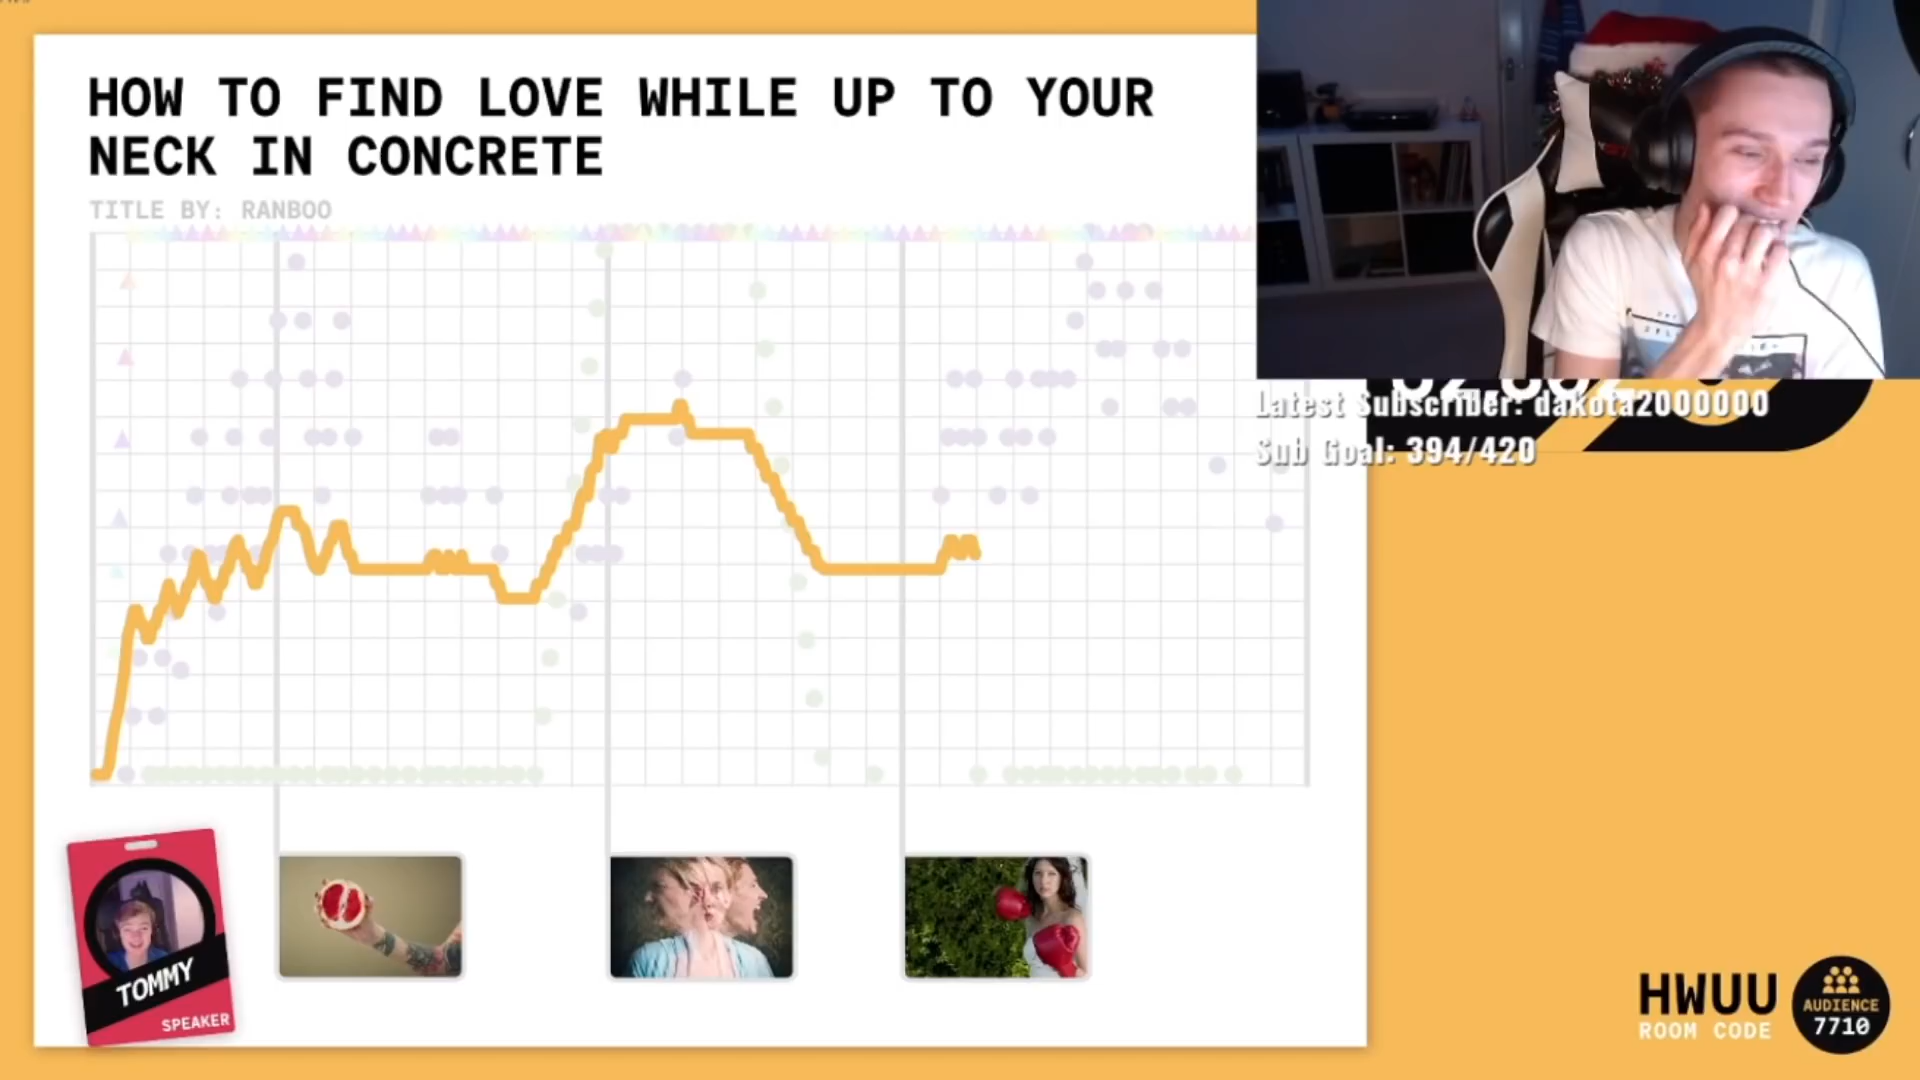 HOW TO FIND LOVE WHILE UP TO YOUR
NECK IN CONCRETE
TITLE BY: RANBOO
Latest Subscriber: dakota2000000
Sub Goal: 394/420
TOMMY
SPEAKER
HWUU
ROOM CODE
AUDIENCE
7710